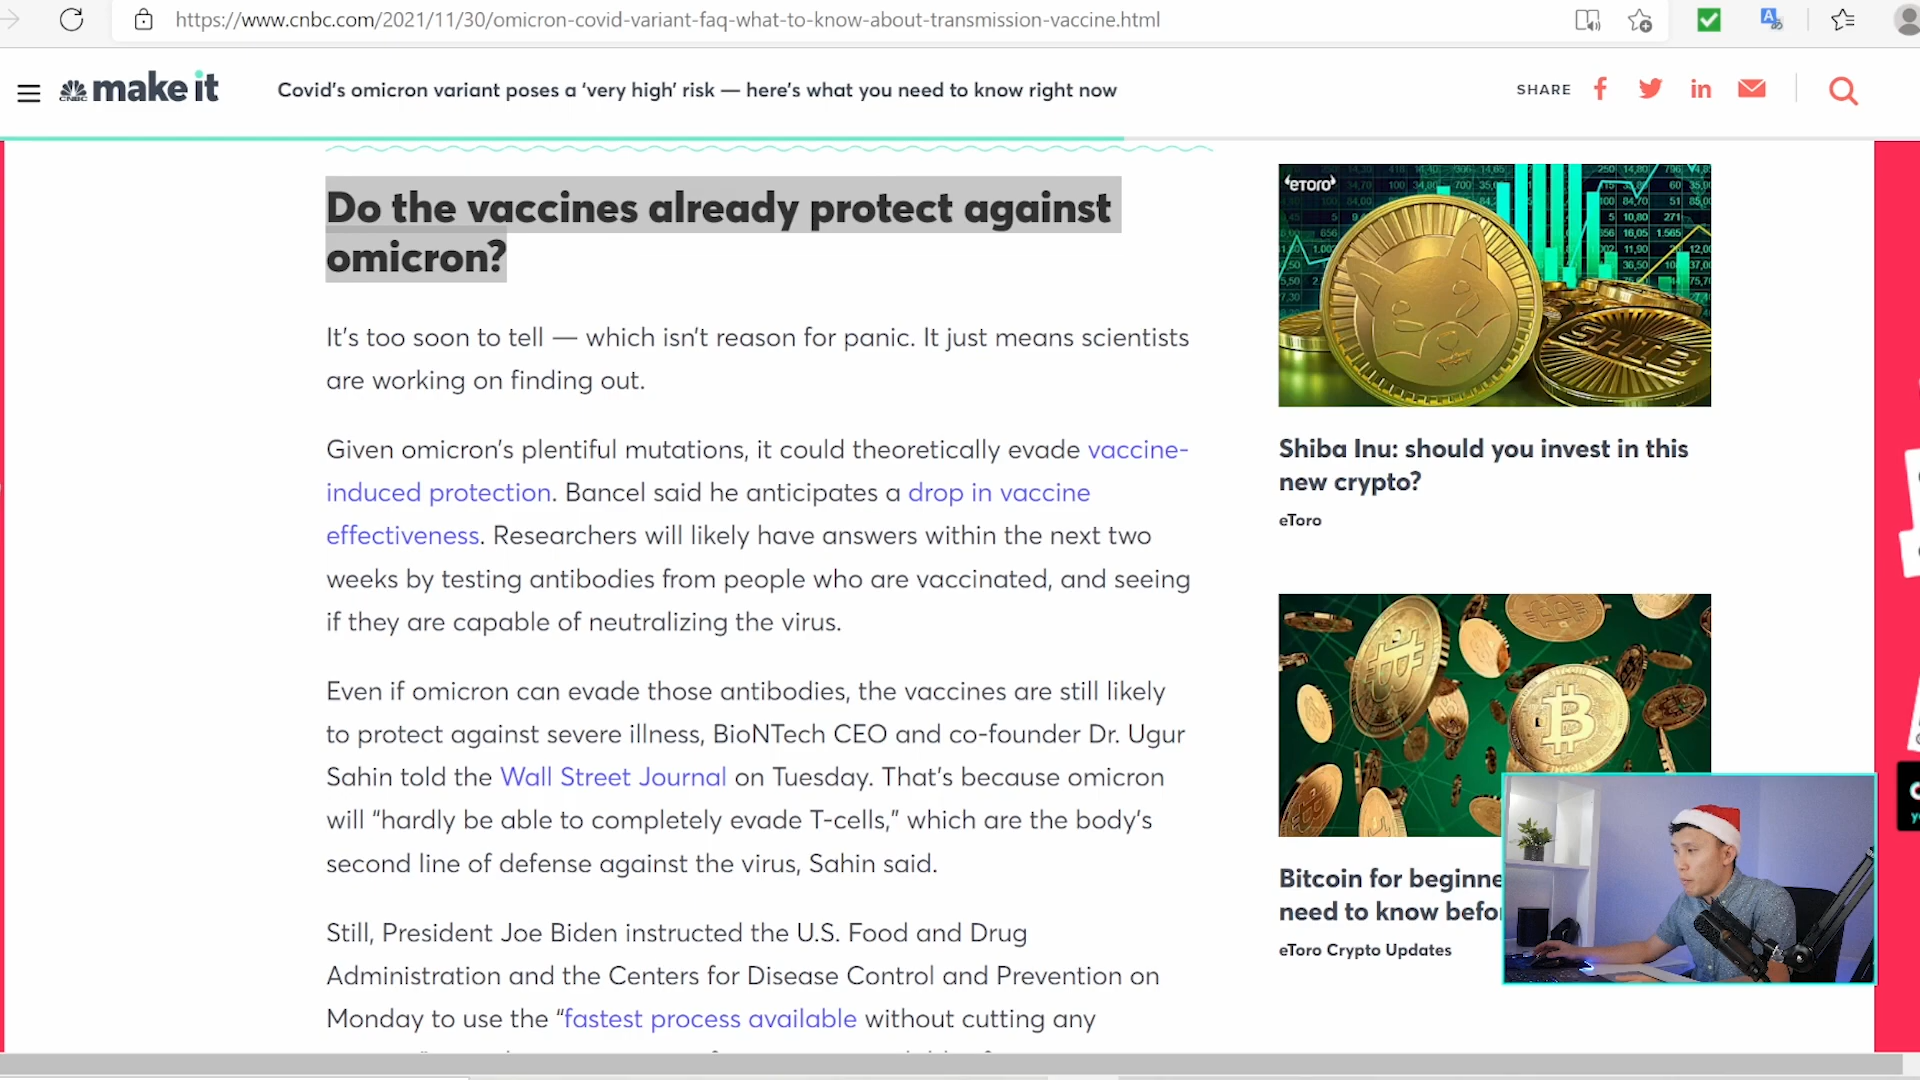 https://www.cnbc.com/2021/11/30/omicron-covid-variant-faq-what-to-know-about-transmission-vaccine.html
CNBC make it
Covid's omicron variant poses a ‘very high’ risk — here's what you need to know right now
SHARE
Do the vaccines already protect against
omicron?
It's too soon to tell — which isn't reason for panic. It just means scientists
are working on finding out.
Given omicron's plentiful mutations, it could theoretically evade vaccine-
induced protection. Bancel said he anticipates a drop in vaccine
effectiveness. Researchers will likely have answers within the next two
weeks by testing antibodies from people who are vaccinated, and seeing
if they are capable of neutralizing the virus.
Even if omicron can evade those antibodies, the vaccines are still likely
to protect against severe illness, BioNTech CEO and co-founder Dr. Ugur
Sahin told the Wall Street Journal on Tuesday. That's because omicron
will “hardly be able to completely evade T-cells,” which are the body's
second line of defense against the virus, Sahin said.
Still, President Joe Biden instructed the U.S. Food and Drug
Administration and the Centers for Disease Control and Prevention on
Monday to use the “fastest process available without cutting any
eToro
SHIB
Shiba Inu: should you invest in this
new crypto?
eToro
Bitcoin for beginne
need to know befo
eToro Crypto Updates